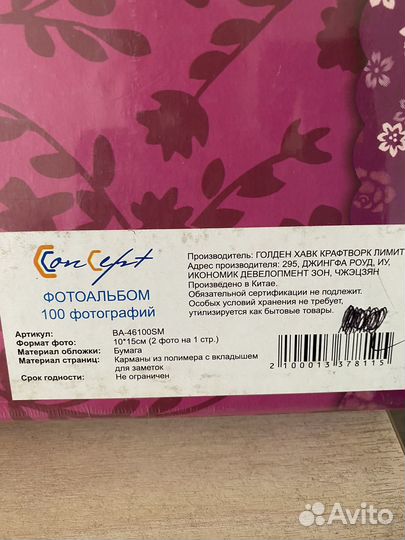 ConCept
ФОТОАЛЬБОМ
100 фотографий
Артикул: BA-46100SM
Формат фото: 10*15см (2 фото на 1 стр.)
Материал обложки: Бумага
Материал страниц: Карманы из полимера с вкладышем
для заметок
Срок годности: Не ограничен
Производитель: ГОЛДЕН ХАВК КРАФТВОРК ЛИМИТ
Адрес производителя: 295, ДЖИНГФА РОУД, ИУ,
ИКОНОМИК ДЕВЕЛОПМЕНТ ЗОН, ЧЖЭЦЗЯН
Произведено в Китае.
Обязательной сертификации не подлежит.
Особых условий хранения не требует,
утилизируется как бытовые товары.
2100013378115
Avito